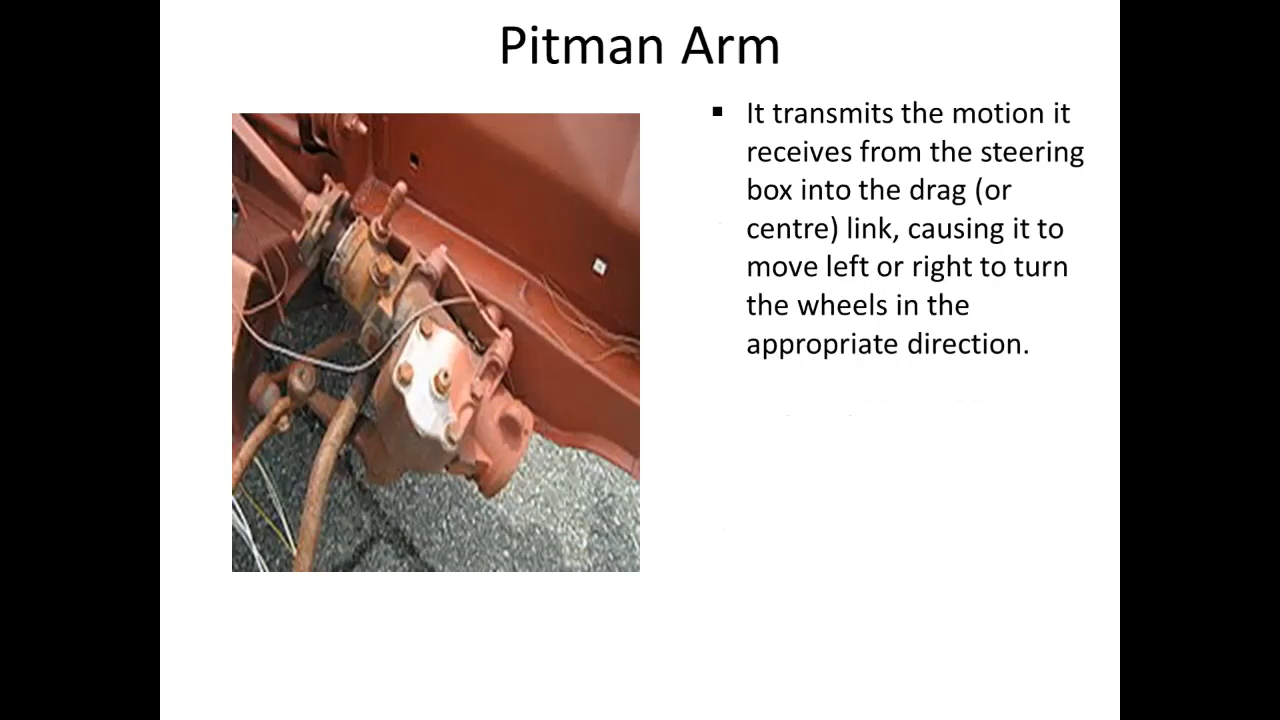 Pitman Arm
▪ It transmits the motion it
receives from the steering
box into the drag (or
centre) link, causing it to
move left or right to turn
the wheels in the
appropriate direction.